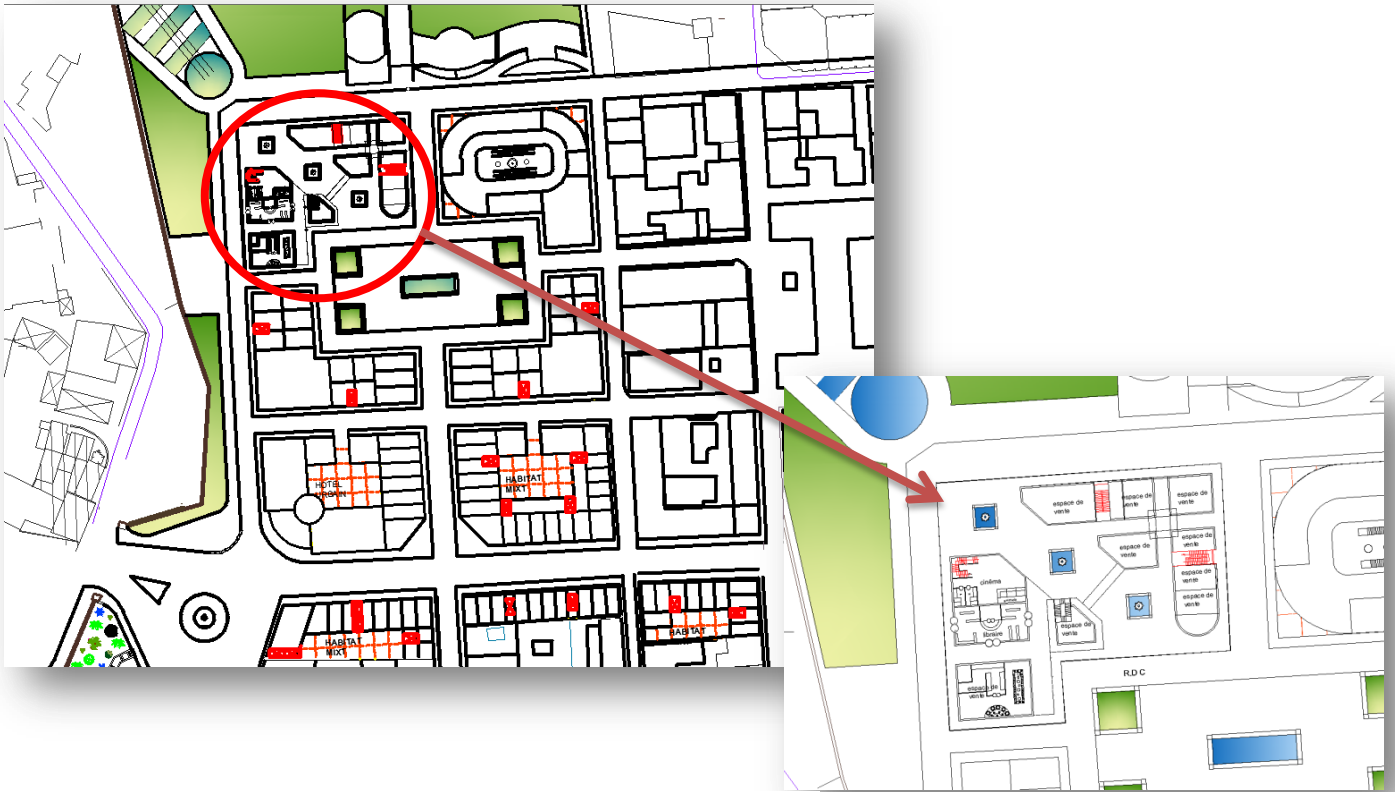 HOTEL
URBAIN
HABITAT
MIXT
HABITAT
MIXT
HABITAT
espace de
vente
espace de
vente
espace de
vente
espace de
vente
espace de
vente
espace de
vente
espace de
vente
cinéma
espace de
vente
libraire
espace de
vente
R.D C